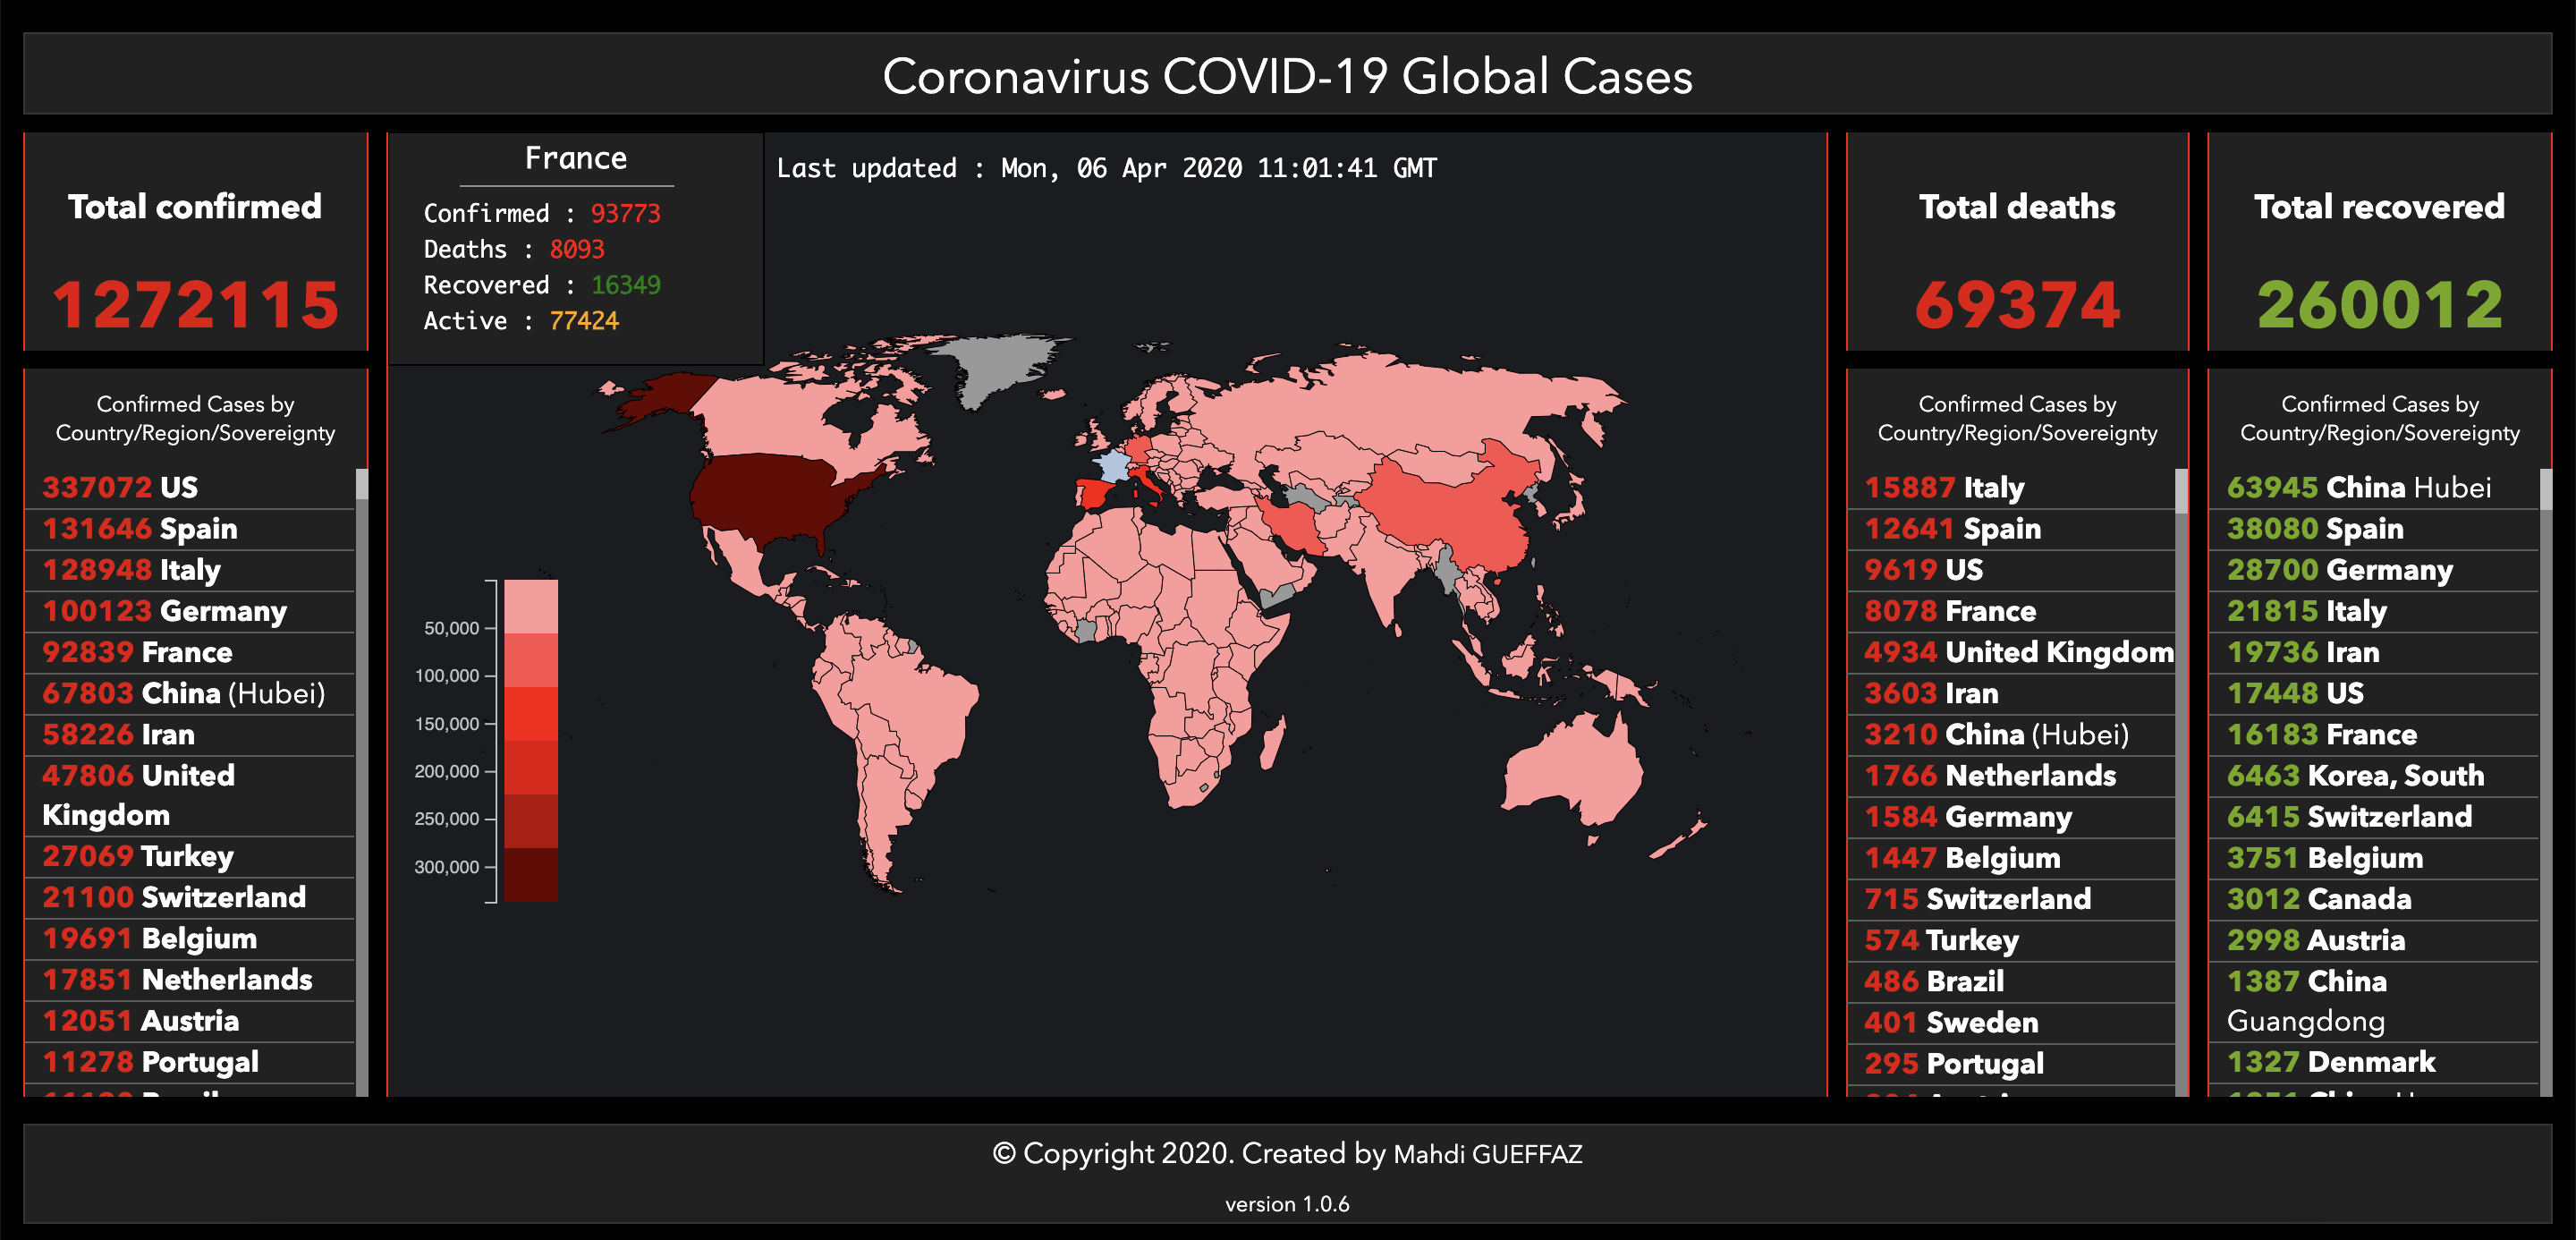 Coronavirus COVID-19 Global Cases
Total confirmed
1272115
Confirmed Cases by
Country/Region/Sovereignty
337072 US
131646 Spain
128948 Italy
100123 Germany
92839 France
67803 China (Hubei)
58226 Iran
47806 United
Kingdom
27069 Turkey
21100 Switzerland
19691 Belgium
17851 Netherlands
12051 Austria
11278 Portugal
France
Confirmed : 93773
Deaths : 8093
Recovered : 16349
Active : 77424
Last updated : Mon, 06 Apr 2020 11:01:41 GMT
50,000
100,000
150,000
200,000
250,000
300,000
Total deaths
69374
Confirmed Cases by
Country/Region/Sovereignty
15887 Italy
12641 Spain
9619 US
8078 France
4934 United Kingdom
3603 Iran
3210 China (Hubei)
1766 Netherlands
1584 Germany
1447 Belgium
715 Switzerland
574 Turkey
486 Brazil
401 Sweden
295 Portugal
Total recovered
260012
Confirmed Cases by
Country/Region/Sovereignty
63945 China Hubei
38080 Spain
28700 Germany
21815 Italy
19736 Iran
17448 US
16183 France
6463 Korea, South
6415 Switzerland
3751 Belgium
3012 Canada
2998 Austria
1387 China
Guangdong
1327 Denmark
© Copyright 2020. Created by Mahdi GUEFFAZ
version 1.0.6